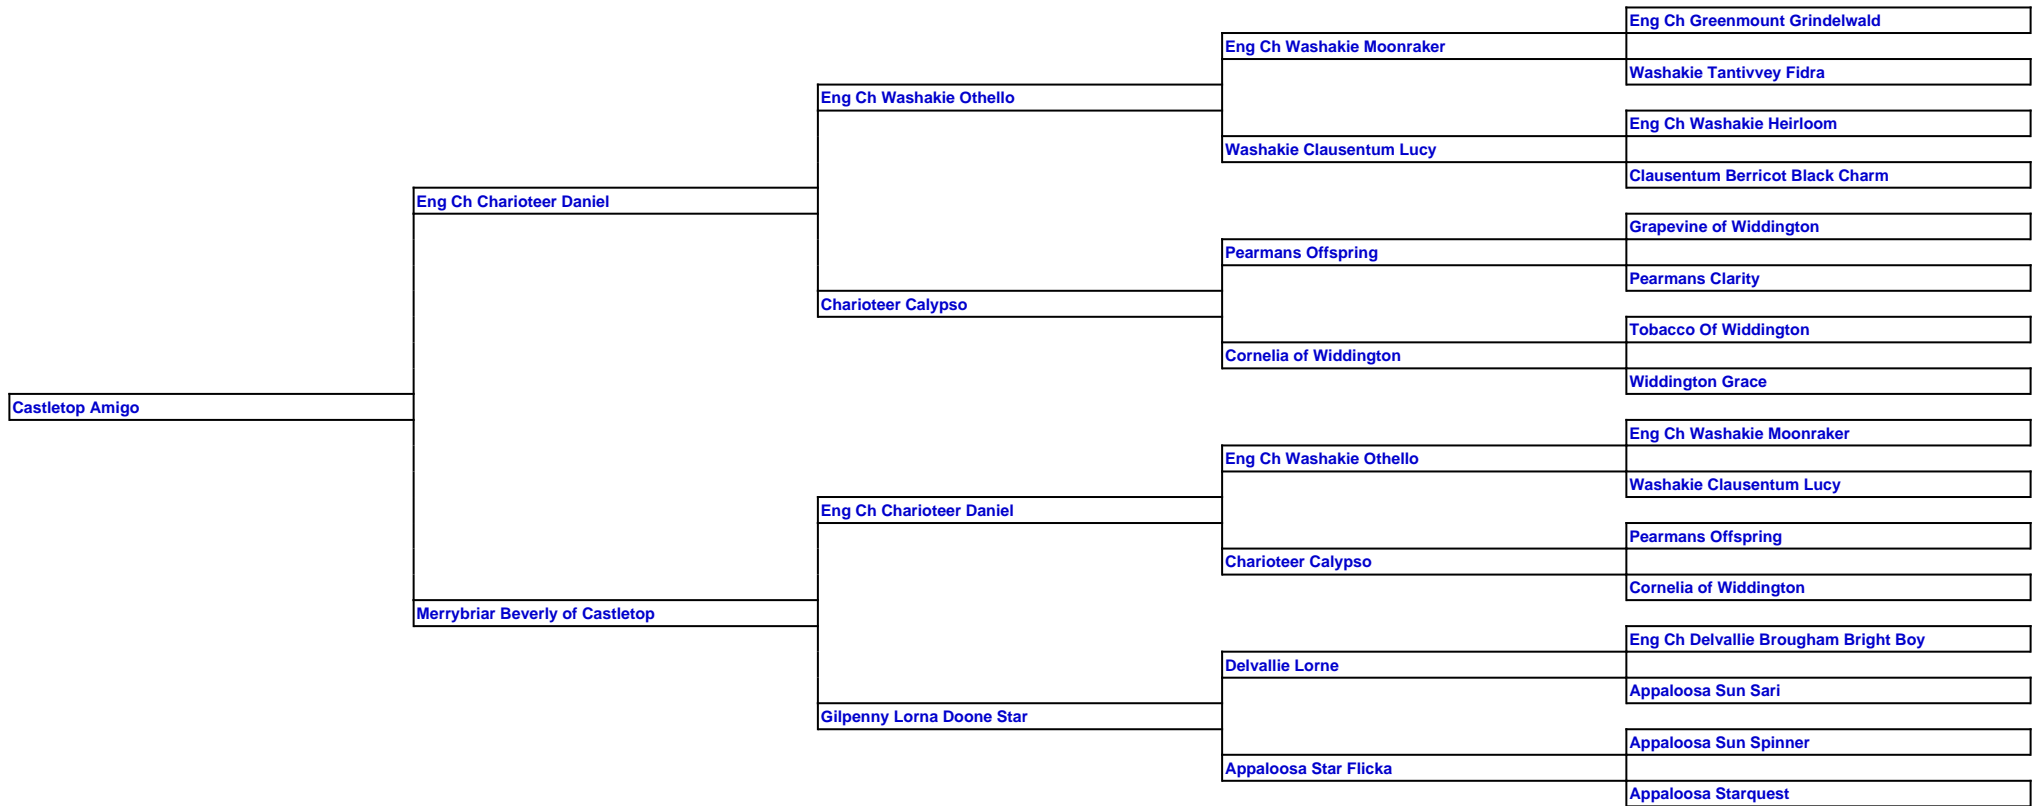 Eng Ch Greenmount Grindelwald
Eng Ch Washakie Moonraker
Washakie Tantivvey Fidra
Eng Ch Washakie Othello
Eng Ch Washakie Heirloom
Washakie Clausentum Lucy
Clausentum Berricot Black Charm
Eng Ch Charioteer Daniel
Grapevine of Widdington
Pearmans Offspring
Pearmans Clarity
Charioteer Calypso
Tobacco Of Widdington
Cornelia of Widdington
Widdington Grace
Castletop Amigo
Eng Ch Washakie Moonraker
Eng Ch Washakie Othello
Washakie Clausentum Lucy
Eng Ch Charioteer Daniel
Pearmans Offspring
Charioteer Calypso
Cornelia of Widdington
Merrybriar Beverly of Castletop
Eng Ch Delvallie Brougham Bright Boy
Delvallie Lorne
Appaloosa Sun Sari
Gilpenny Lorna Doone Star
Appaloosa Sun Spinner
Appaloosa Star Flicka
Appaloosa Starquest